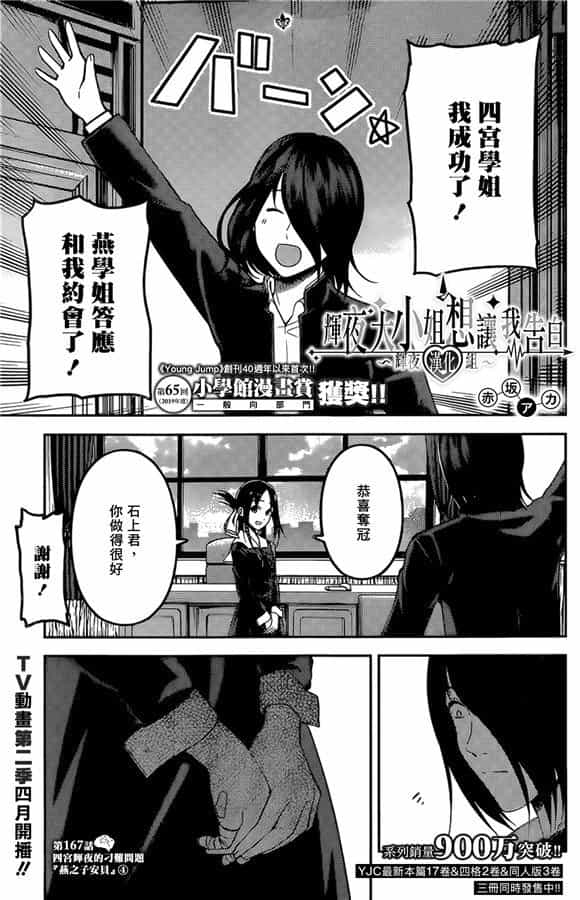 バーン
四宮學姐
我成功了！
燕學姐答應
和我約會了！
輝夜大小姐想讓我告白
～輝夜漢化組～
赤坂アカ
《Young Jump》創刊40週年以來首次!!
第65回
(2019年度)
小學館漫畫賞
一般向部門
獲獎!!
恭喜奪冠
石上君，
你做得很好
謝謝！
TV動畫第二季四月開播!!
第167話
四宮輝夜的刁難問題
『燕之子安貝』④
系列銷量900万突破!!
YJC最新本篇17卷&四格2卷&同人版3卷
三冊同時發售中!!